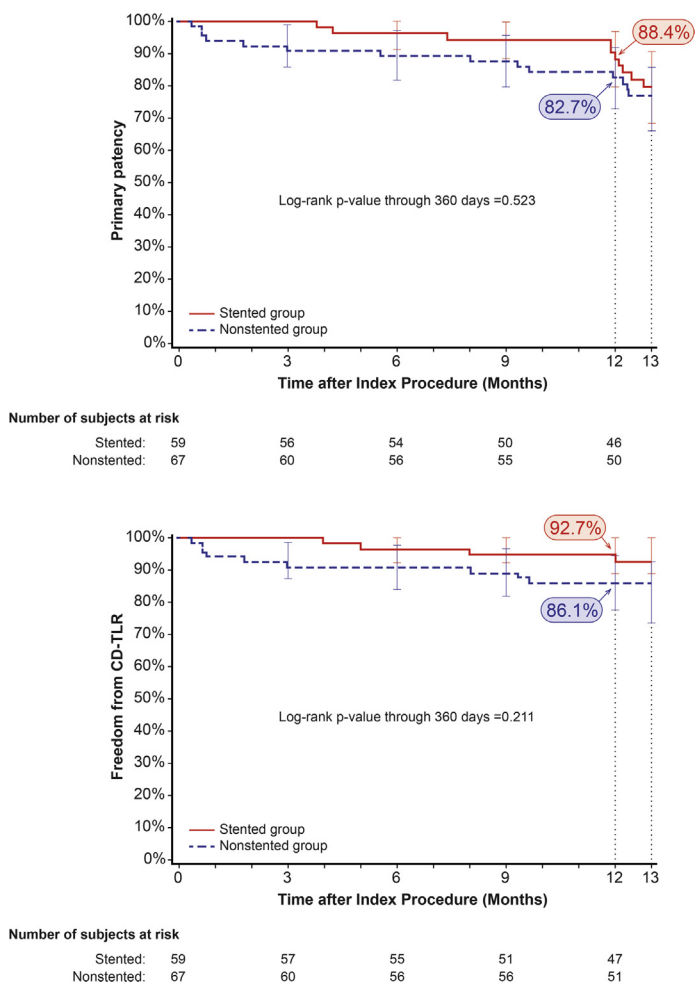 100%
90%
80%
70%
60%
50%
40%
30%
20%
10%
0%
Primary patency
88.4%
82.7%
Log-rank p-value through 360 days =0.523
Stented group
Nonstented group
0 3 6 9 12 13
Time after Index Procedure (Months)
Number of subjects at risk
Stented: 59 56 54 50 46
Nonstented: 67 60 56 55 50
100%
90%
80%
70%
60%
50%
40%
30%
20%
10%
0%
Freedom from CD-TLR
92.7%
86.1%
Log-rank p-value through 360 days =0.211
Stented group
Nonstented group
0 3 6 9 12 13
Time after Index Procedure (Months)
Number of subjects at risk
Stented: 59 57 55 51 47
Nonstented: 67 60 56 56 51